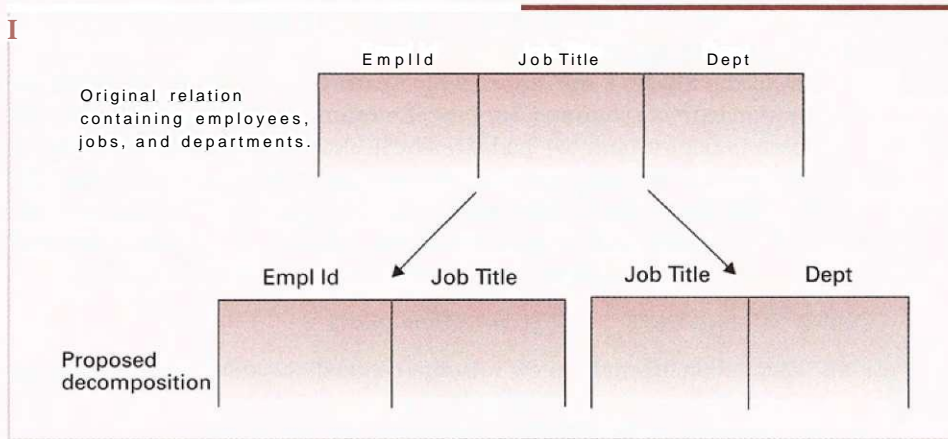 I
EmplId Job Title Dept
Original relation
containing employees,
jobs, and departments.
Empl Id Job Title Job Title Dept
Proposed
decomposition